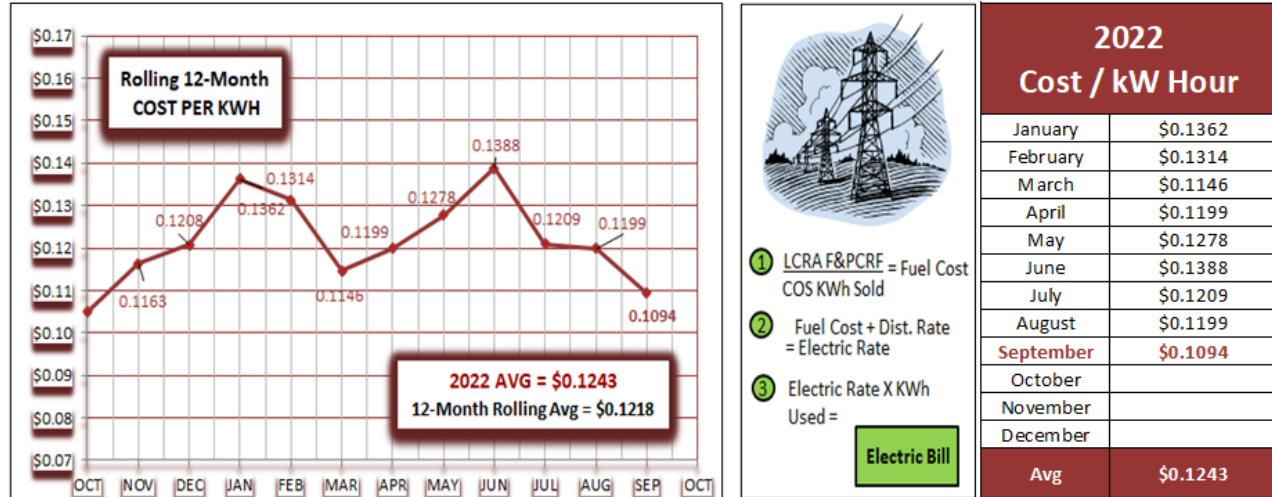 $0.17
$0.16
$0.15
$0.14
$0.13
$0.12
$0.11
$0.10
$0.09
$0.08
$0.07
Rolling 12-Month
COST PER KWH
0.1163
0.1208
0.1362
0.1314
0.1146
0.1199
0.1278
0.1388
0.1209
0.1199
0.1094
2022 AVG = $0.1243
12-Month Rolling Avg = $0.1218
OCT NOV DEC JAN FEB MAR APR MAY JUN JUL AUG SEP OCT
1 LCRA F&PCRF = Fuel Cost
COS KWh Sold
2 Fuel Cost + Dist. Rate
= Electric Rate
3 Electric Rate X KWh
Used =
Electric Bill
2022
Cost / kW Hour
January $0.1362
February $0.1314
March $0.1146
April $0.1199
May $0.1278
June $0.1388
July $0.1209
August $0.1199
September $0.1094
October
November
December
Avg $0.1243